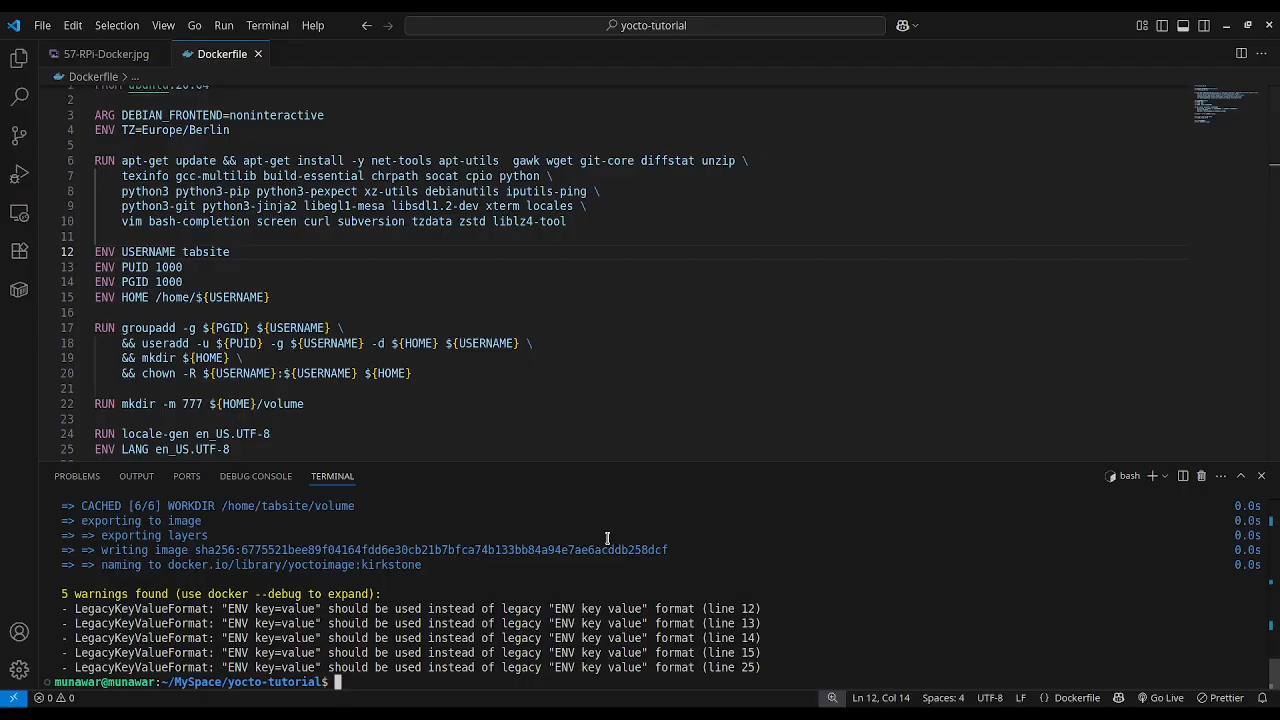 File Edit Selection View Go Run Terminal Help
yocto-tutorial
57-RPi-Docker.jpg
Dockerfile
Dockerfile > ...
1 FROM ubuntu:20.04
2
3 ARG DEBIAN_FRONTEND=noninteractive
4 ENV TZ=Europe/Berlin
5
6 RUN apt-get update && apt-get install -y net-tools apt-utils  gawk wget git-core diffstat unzip \
7 texinfo gcc-multilib build-essential chrpath socat cpio python \
8 python3 python3-pip python3-pexpect xz-utils debianutils iputils-ping \
9 python3-git python3-jinja2 libegl1-mesa libsdl1.2-dev xterm locales \
10 vim bash-completion screen curl subversion tzdata zstd liblz4-tool
11
12 ENV USERNAME tabsite
13 ENV PUID 1000
14 ENV PGID 1000
15 ENV HOME /home/${USERNAME}
16
17 RUN groupadd -g ${PGID} ${USERNAME} \
18 && useradd -u ${PUID} -g ${USERNAME} -d ${HOME} ${USERNAME} \
19 && mkdir ${HOME} \
20 && chown -R ${USERNAME}:${USERNAME} ${HOME}
21
22 RUN mkdir -m 777 ${HOME}/volume
23
24 RUN locale-gen en_US.UTF-8
25 ENV LANG en_US.UTF-8
PROBLEMS OUTPUT PORTS DEBUG CONSOLE TERMINAL
bash
=> CACHED [6/6] WORKDIR /home/tabsite/volume 0.0s
=> exporting to image 0.0s
=> => exporting layers 0.0s
=> => writing image sha256:6775521bee89f04164fdd6e30cb21b7bfca74b133bb84a94e7ae6acddb258dcf 0.0s
=> => naming to docker.io/library/yoctoimage:kirkstone 0.0s
5 warnings found (use docker --debug to expand):
- LegacyKeyValueFormat: "ENV key=value" should be used instead of legacy "ENV key value" format (line 12)
- LegacyKeyValueFormat: "ENV key=value" should be used instead of legacy "ENV key value" format (line 13)
- LegacyKeyValueFormat: "ENV key=value" should be used instead of legacy "ENV key value" format (line 14)
- LegacyKeyValueFormat: "ENV key=value" should be used instead of legacy "ENV key value" format (line 15)
- LegacyKeyValueFormat: "ENV key=value" should be used instead of legacy "ENV key value" format (line 25)
munawar@munawar:~/MySpace/yocto-tutorial$
0 0 Ln 12, Col 14 Spaces: 4 UTF-8 LF {} Dockerfile Go Live Prettier